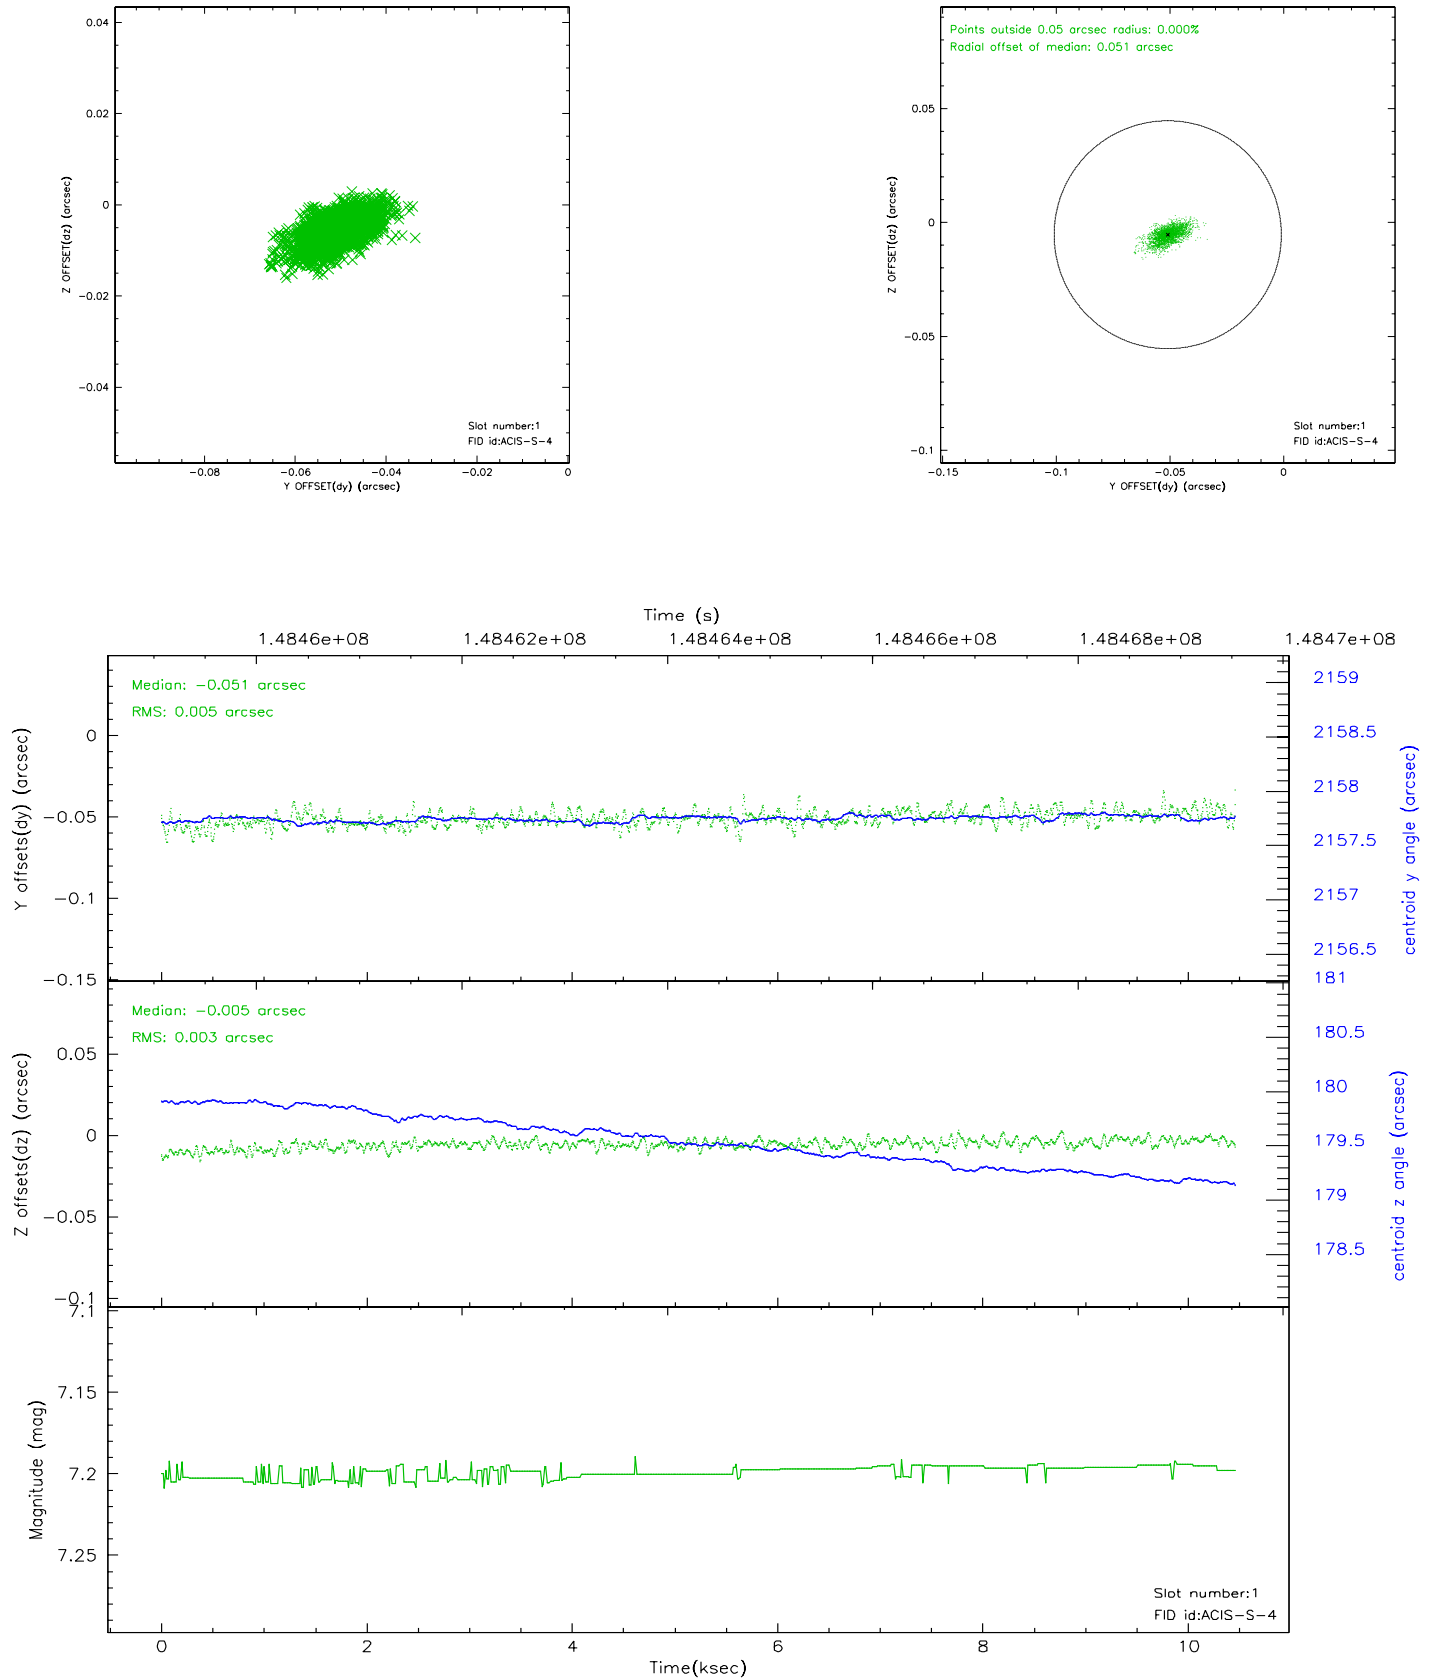 0.04
0.02
0
−0.02
−0.04
Z OFFSET(dz) (arcsec)
Slot number:1
FID id:ACIS−S−4
−0.08
−0.06
−0.04
−0.02
0
Y OFFSET(dy) (arcsec)
Points outside 0.05 arcsec radius: 0.000%
Radial offset of median: 0.051 arcsec
0.05
0
−0.05
−0.1
Z OFFSET(dz) (arcsec)
Slot number:1
FID id:ACIS−S−4
−0.15
−0.1
−0.05
0
Y OFFSET(dy) (arcsec)
Time (s)
1.4846e+08
1.48462e+08
1.48464e+08
1.48466e+08
1.48468e+08
1.4847e+08
Median: −0.051 arcsec
RMS: 0.005 arcsec
0
−0.05
−0.1
−0.15
Y offsets(dy) (arcsec)
2159
2158.5
2158
2157.5
2157
2156.5
centroid y angle (arcsec)
Median: −0.005 arcsec
RMS: 0.003 arcsec
0.05
0
−0.05
−0.1
Z offsets(dz) (arcsec)
181
180.5
180
179.5
179
178.5
centroid z angle (arcsec)
7.1
7.15
7.2
7.25
Magnitude (mag)
Slot number:1
FID id:ACIS−S−4
0
2
4
6
8
10
Time(ksec)